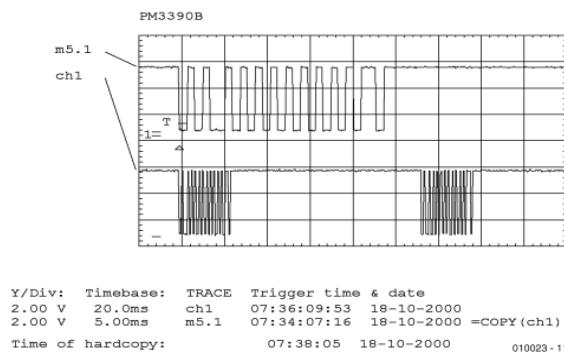 PM3390B
m5.1
ch1
T
1=
Y/Div: Timebase: TRACE Trigger time & date
2.00 V 20.0ms ch1 07:36:09:53 18-10-2000
2.00 V 5.00ms m5.1 07:34:07:16 18-10-2000 =COPY(ch1)
Time of hardcopy: 07:38:05 18-10-2000